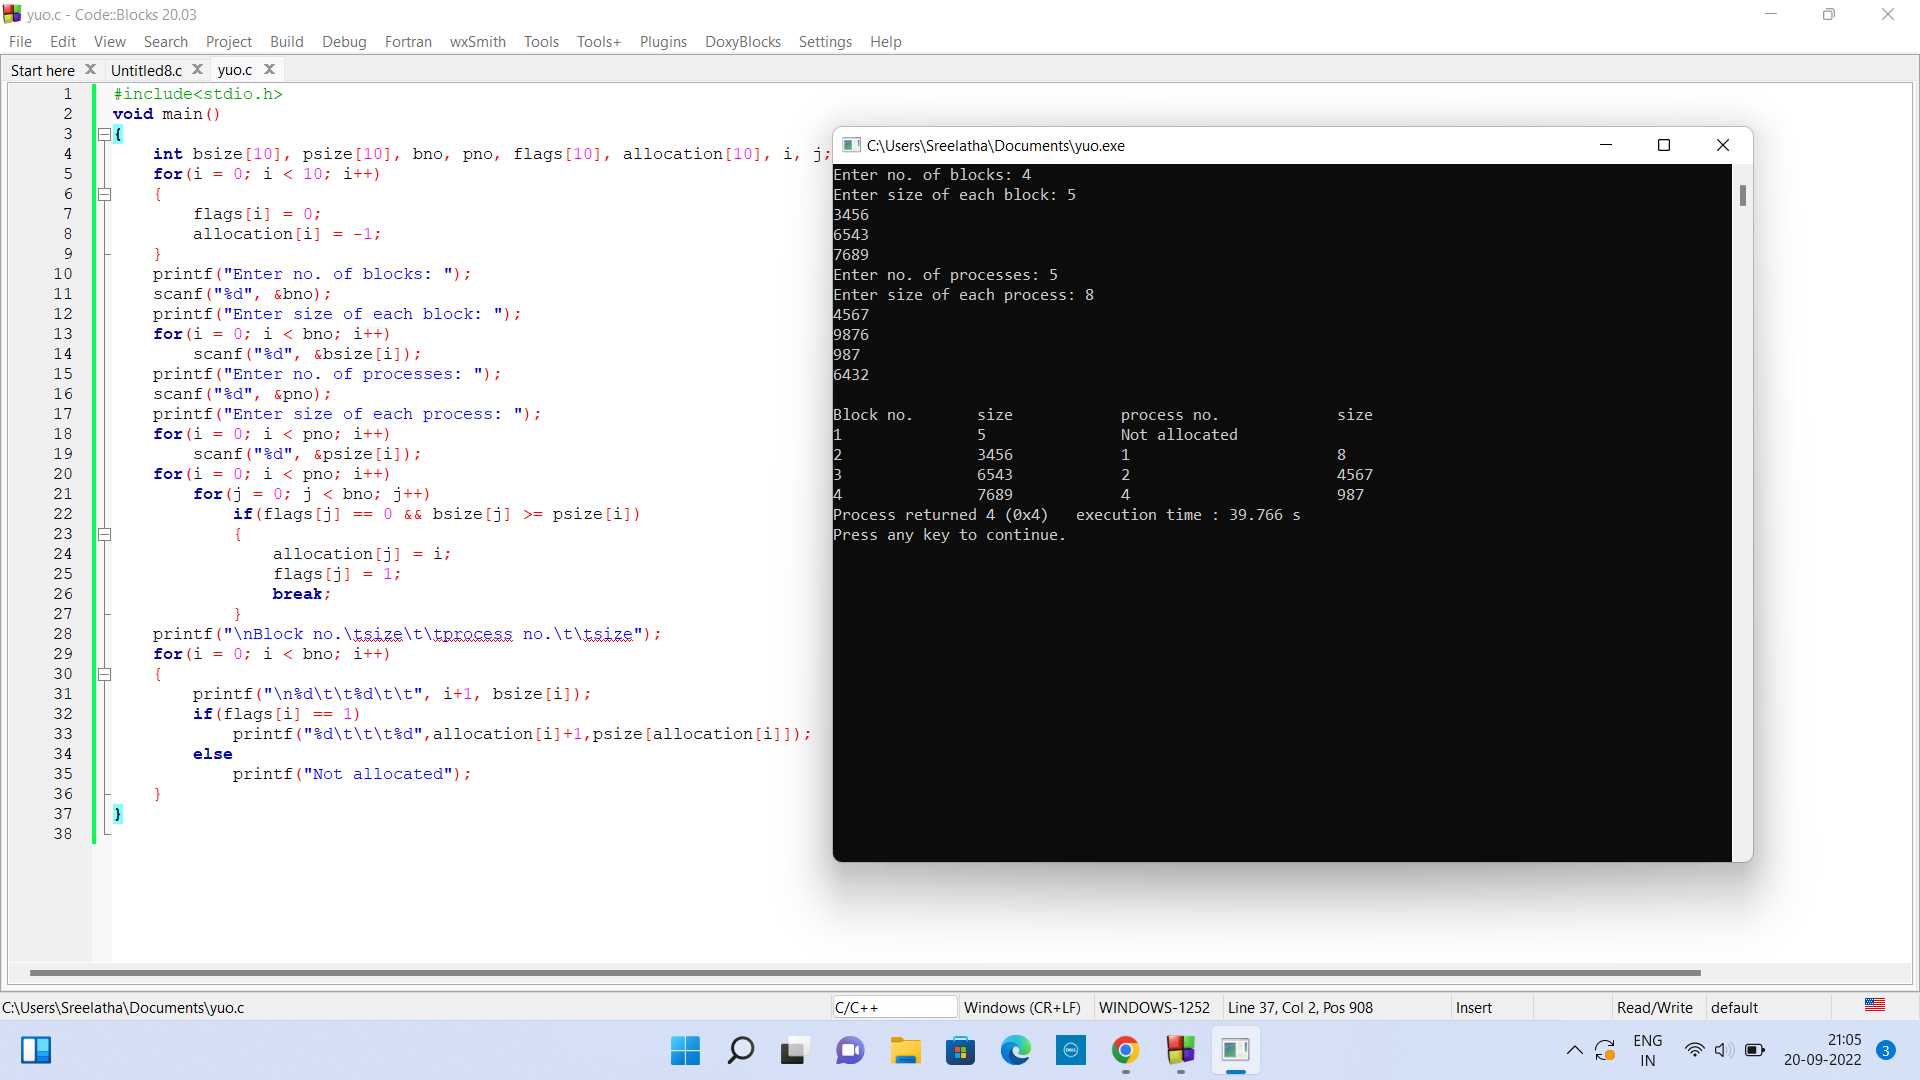 yuo.c - Code::Blocks 20.03
File Edit View Search Project Build Debug Fortran wxSmith Tools Tools+ Plugins DoxyBlocks Settings Help
Start here Untitled8.c yuo.c
1 #include<stdio.h>
2 void main()
3 {
4 int bsize[10], psize[10], bno, pno, flags[10], allocation[10], i, j;
5 for(i = 0; i < 10; i++)
6 {
7 flags[i] = 0;
8 allocation[i] = -1;
9 }
10 printf("Enter no. of blocks: ");
11 scanf("%d", &bno);
12 printf("Enter size of each block: ");
13 for(i = 0; i < bno; i++)
14 scanf("%d", &bsize[i]);
15 printf("Enter no. of processes: ");
16 scanf("%d", &pno);
17 printf("Enter size of each process: ");
18 for(i = 0; i < pno; i++)
19 scanf("%d", &psize[i]);
20 for(i = 0; i < pno; i++)
21 for(j = 0; j < bno; j++)
22 if(flags[j] == 0 && bsize[j] >= psize[i])
23 {
24 allocation[j] = i;
25 flags[j] = 1;
26 break;
27 }
28 printf("\nBlock no.\tsize\t\tprocess no.\t\tsize");
29 for(i = 0; i < bno; i++)
30 {
31 printf("\n%d\t\t%d\t\t", i+1, bsize[i]);
32 if(flags[i] == 1)
33 printf("%d\t\t\t%d",allocation[i]+1,psize[allocation[i]]);
34 else
35 printf("Not allocated");
36 }
37 }
38
C:\Users\Sreelatha\Documents\yuo.exe
Enter no. of blocks: 4
Enter size of each block: 5
3456
6543
7689
Enter no. of processes: 5
Enter size of each process: 8
4567
9876
987
6432
Block no. size process no. size
1 5 Not allocated
2 3456 1 8
3 6543 2 4567
4 7689 4 987
Process returned 4 (0x4) execution time : 39.766 s
Press any key to continue.
C:\Users\Sreelatha\Documents\yuo.c C/C++ Windows (CR+LF) WINDOWS-1252 Line 37, Col 2, Pos 908 Insert Read/Write default
DELL
ENG
IN
21:05
20-09-2022
3